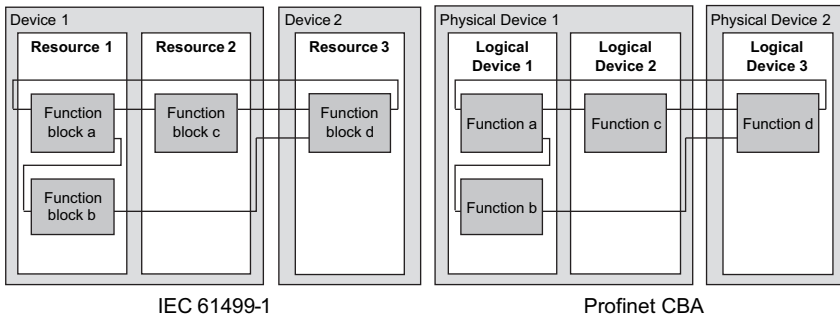 Device 1
Device 2
Resource 1
Resource 2
Resource 3
Function
block a
Function
block c
Function
block d
Function
block b
IEC 61499-1
Physical Device 1
Physical Device 2
Logical
Device 1
Logical
Device 2
Logical
Device 3
Function a
Function c
Function d
Function b
Profinet CBA